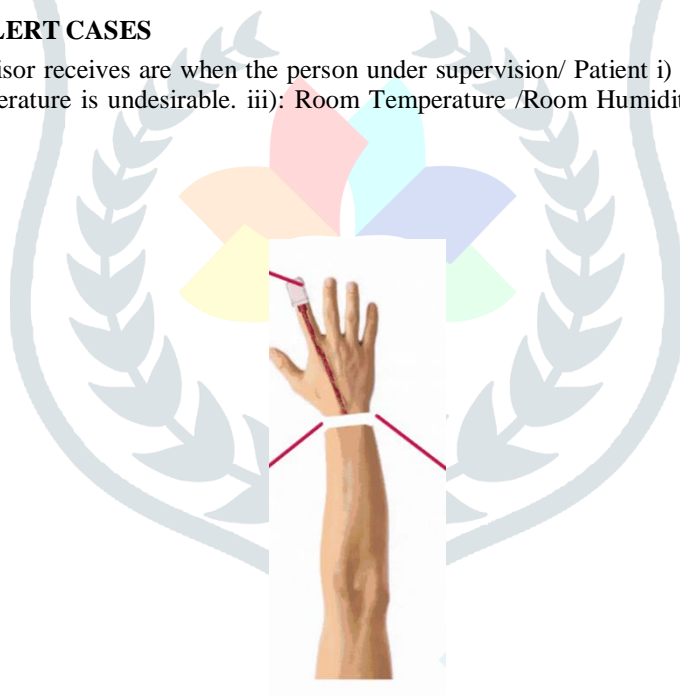 LERT CASES
isor receives are when the person under supervision/ Patient i)
erature is undesirable. iii): Room Temperature /Room Humidit